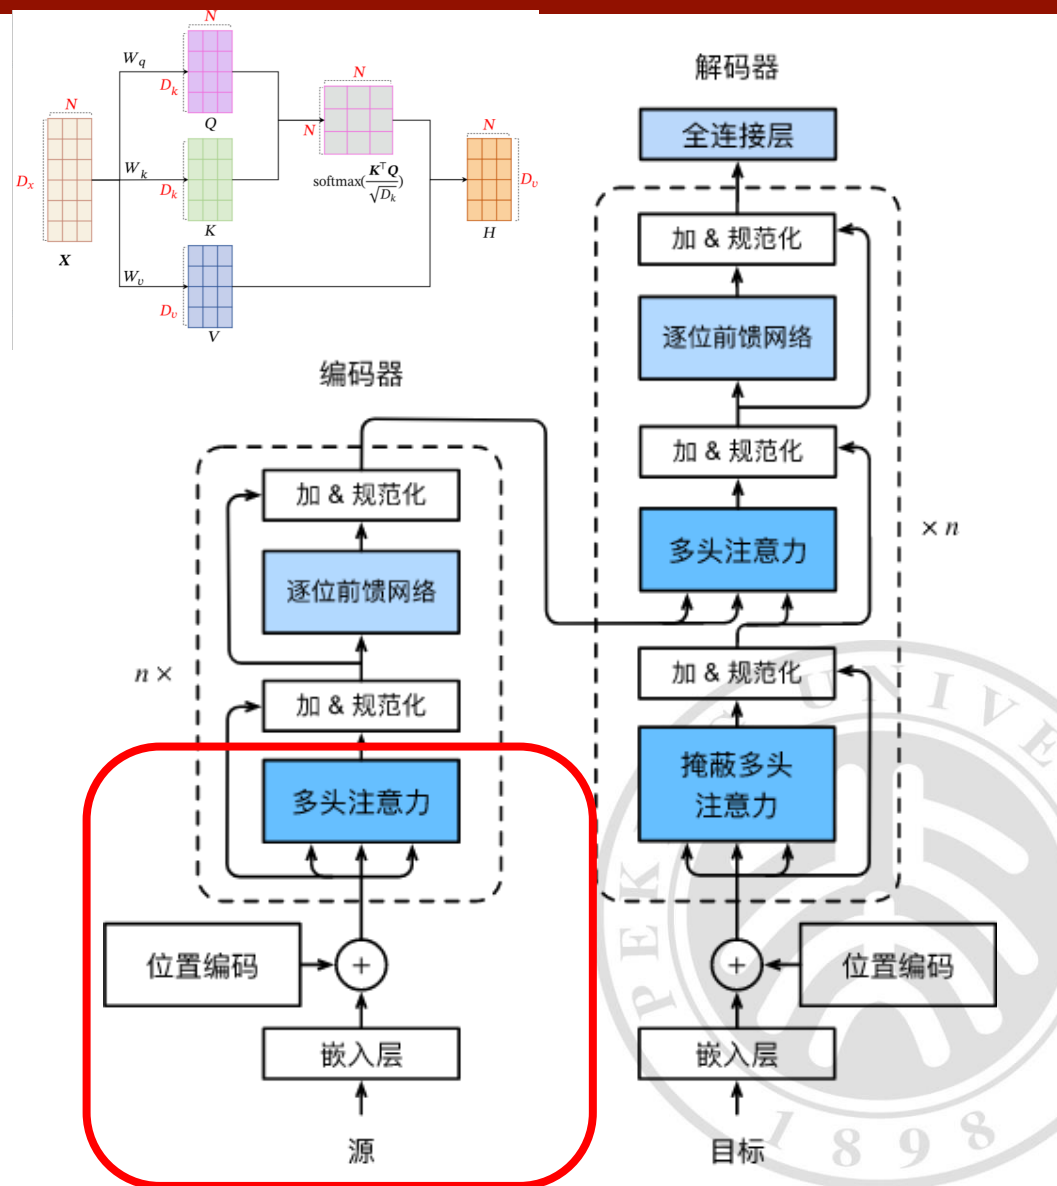 N
W_q
D_k
Q
N
N
W_k
D_x
D_k
K
softmax(K^⊤Q/√D_k)
N
D_v
H
X
W_v
D_v
V
编码器
加 & 规范化
逐位前馈网络
n ×
加 & 规范化
多头注意力
位置编码
+
嵌入层
源
解码器
全连接层
加 & 规范化
逐位前馈网络
加 & 规范化
多头注意力
× n
加 & 规范化
掩蔽多头
注意力
+
位置编码
嵌入层
目标
N
PEK
UNIVE
1898